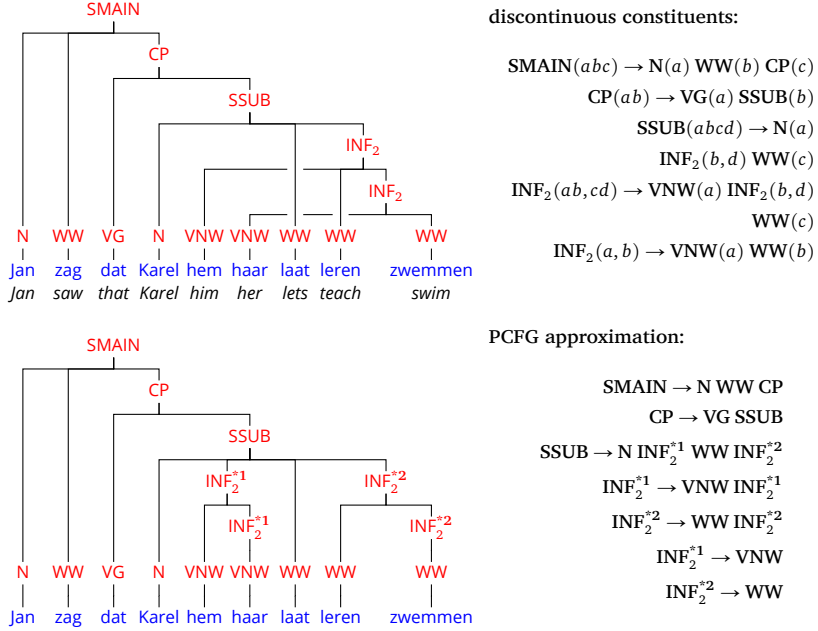 SMAIN
CP
SSUB
INF₂
INF₂
N WW VG N VNW VNW WW WW WW
Jan zag dat Karel hem haar laat leren zwemmen
Jan saw that Karel him her lets teach swim
discontinuous constituents:
SMAIN(abc) → N(a) WW(b) CP(c)
CP(ab) → VG(a) SSUB(b)
SSUB(abcd) → N(a)
INF₂(b,d) WW(c)
INF₂(ab,cd) → VNW(a) INF₂(b,d)
WW(c)
INF₂(a,b) → VNW(a) WW(b)
SMAIN
CP
SSUB
INF₂*¹ INF₂*²
INF₂*¹ INF₂*²
N WW VG N VNW VNW WW WW WW
Jan zag dat Karel hem haar laat leren zwemmen
PCFG approximation:
SMAIN → N WW CP
CP → VG SSUB
SSUB → N INF₂*¹ WW INF₂*²
INF₂*¹ → VNW INF₂*¹
INF₂*² → WW INF₂*²
INF₂*¹ → VNW
INF₂*² → WW